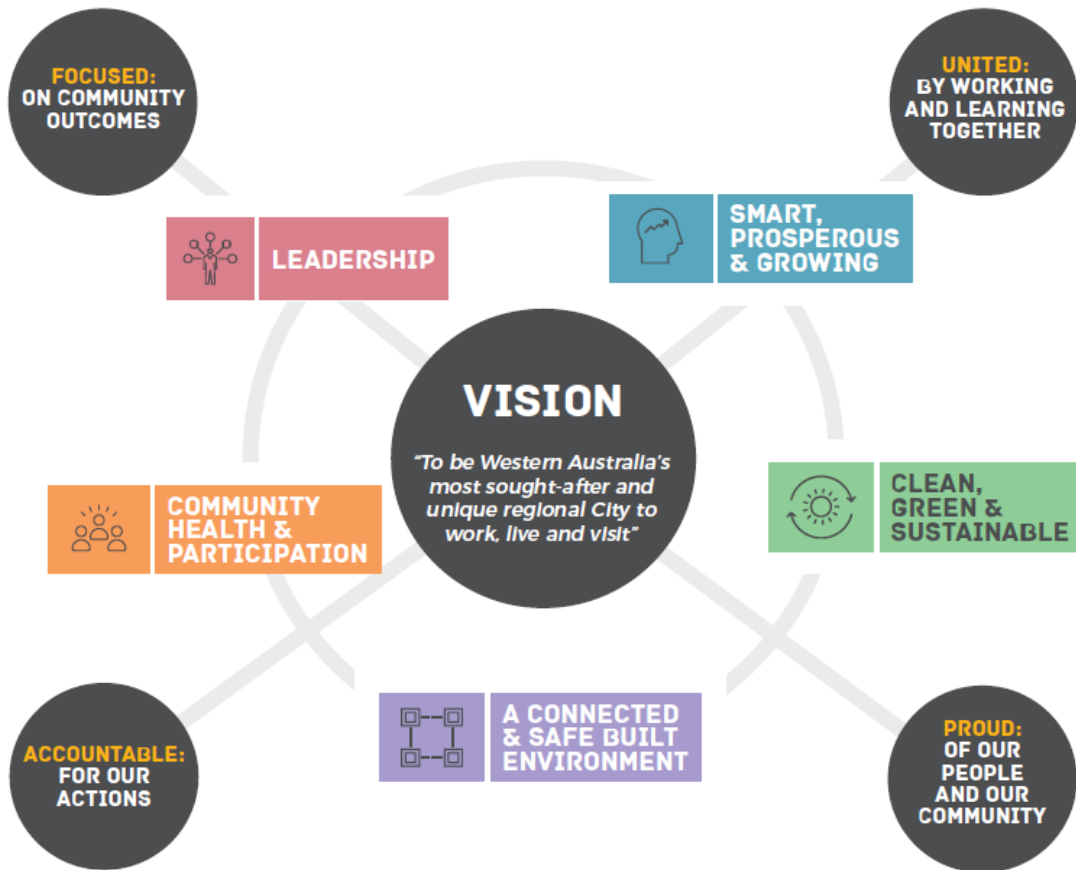 FOCUSED:
ON COMMUNITY
OUTCOMES
UNITED:
BY WORKING
AND LEARNING
TOGETHER
LEADERSHIP
SMART,
PROSPEROUS
& GROWING
VISION
"To be Western Australia's
most sought-after and
unique regional City to
work, live and visit"
COMMUNITY
HEALTH &
PARTICIPATION
CLEAN,
GREEN &
SUSTAINABLE
A CONNECTED
& SAFE BUILT
ENVIRONMENT
ACCOUNTABLE:
FOR OUR
ACTIONS
PROUD:
OF OUR
PEOPLE
AND OUR
COMMUNITY